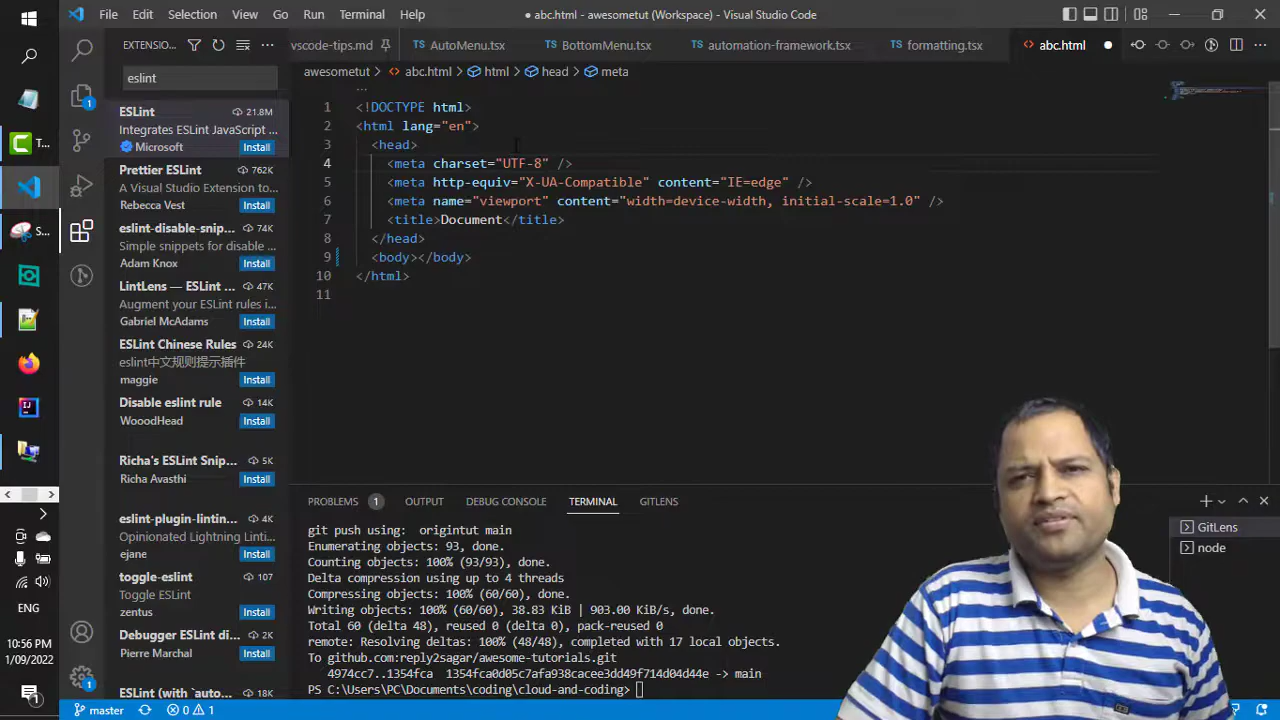 File Edit Selection View Go Run Terminal Help
● abc.html - awesometut (Workspace) - Visual Studio Code
EXTENSIO...
vscode-tips.md AutoMenu.tsx BottomMenu.tsx automation-framework.tsx formatting.tsx abc.html
eslint
awesometut > abc.html > html > head > meta
ESLint 21.8M
Integrates ESLint JavaScript ...
Microsoft Install
Prettier ESLint 762K
A Visual Studio Extension to...
Rebecca Vest Install
eslint-disable-snip... 74K
Simple snippets for disable ...
Adam Knox Install
LintLens — ESLint ... 47K
Augment your ESLint rules i...
Gabriel McAdams Install
ESLint Chinese Rules 24K
eslint中文规则提示插件
maggie Install
Disable eslint rule 14K
WooodHead Install
Richa's ESLint Snip... 5K
Richa Avasthi Install
eslint-plugin-lintin... 4K
Opinionated Lightning Linti...
ejane Install
toggle-eslint 107
Toggle ESLint
zentus Install
Debugger ESLint di... 2K
Pierre Marchal Install
ESLint (with `auto... 18K
...
1 <!DOCTYPE html>
2 <html lang="en">
3 <head>
4 <meta charset="UTF-8" />
5 <meta http-equiv="X-UA-Compatible" content="IE=edge" />
6 <meta name="viewport" content="width=device-width, initial-scale=1.0" />
7 <title>Document</title>
8 </head>
9 <body></body>
10 </html>
11
PROBLEMS 1 OUTPUT DEBUG CONSOLE TERMINAL GITLENS
git push using: origintut main
Enumerating objects: 93, done.
Counting objects: 100% (93/93), done.
Delta compression using up to 4 threads
Compressing objects: 100% (60/60), done.
Writing objects: 100% (60/60), 38.83 KiB | 903.00 KiB/s, done.
Total 60 (delta 48), reused 0 (delta 0), pack-reused 0
remote: Resolving deltas: 100% (48/48), completed with 17 local objects.
To github.com:reply2sagar/awesome-tutorials.git
4974cc7..1354fca 1354fca0d05c7afa938cacee3dd49f714d04d44e -> main
PS C:\Users\PC\Documents\coding\cloud-and-coding>
GitLens
node
T...
S...
1
1
ENG
10:56 PM
1/09/2022
1
master 0 1